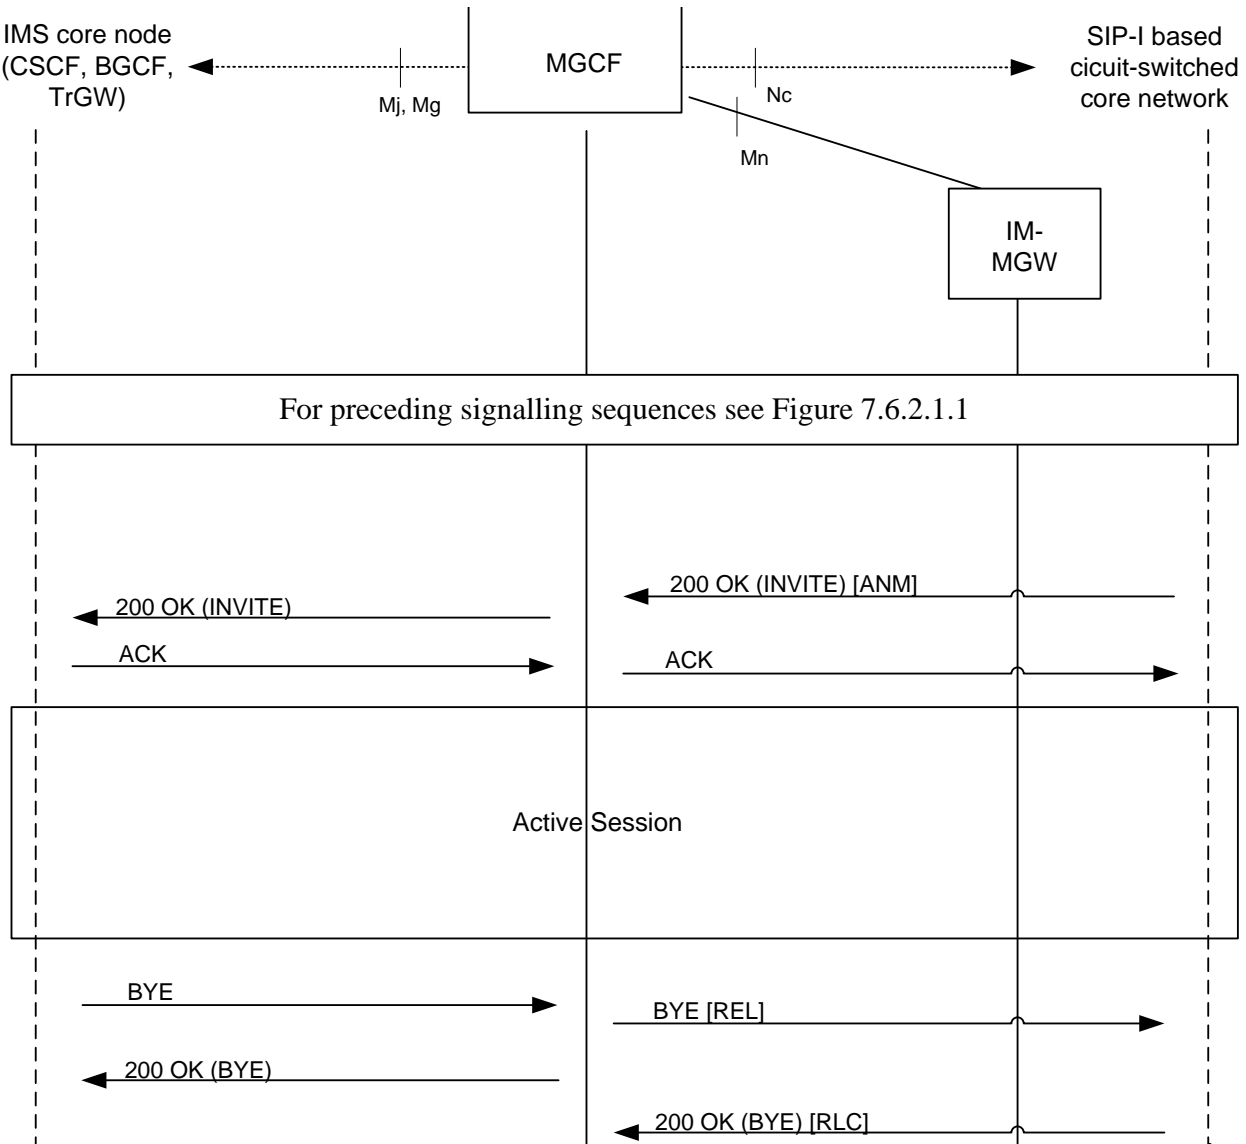 IMS core node
(CSCF, BGCF,
TrGW)
MGCF
SIP-I based
cicuit-switched
core network
Mj, Mg
Nc
Mn
IM-
MGW
For preceding signalling sequences see Figure 7.6.2.1.1
200 OK (INVITE) [ANM]
200 OK (INVITE)
ACK
ACK
Active Session
BYE
BYE [REL]
200 OK (BYE)
200 OK (BYE) [RLC]